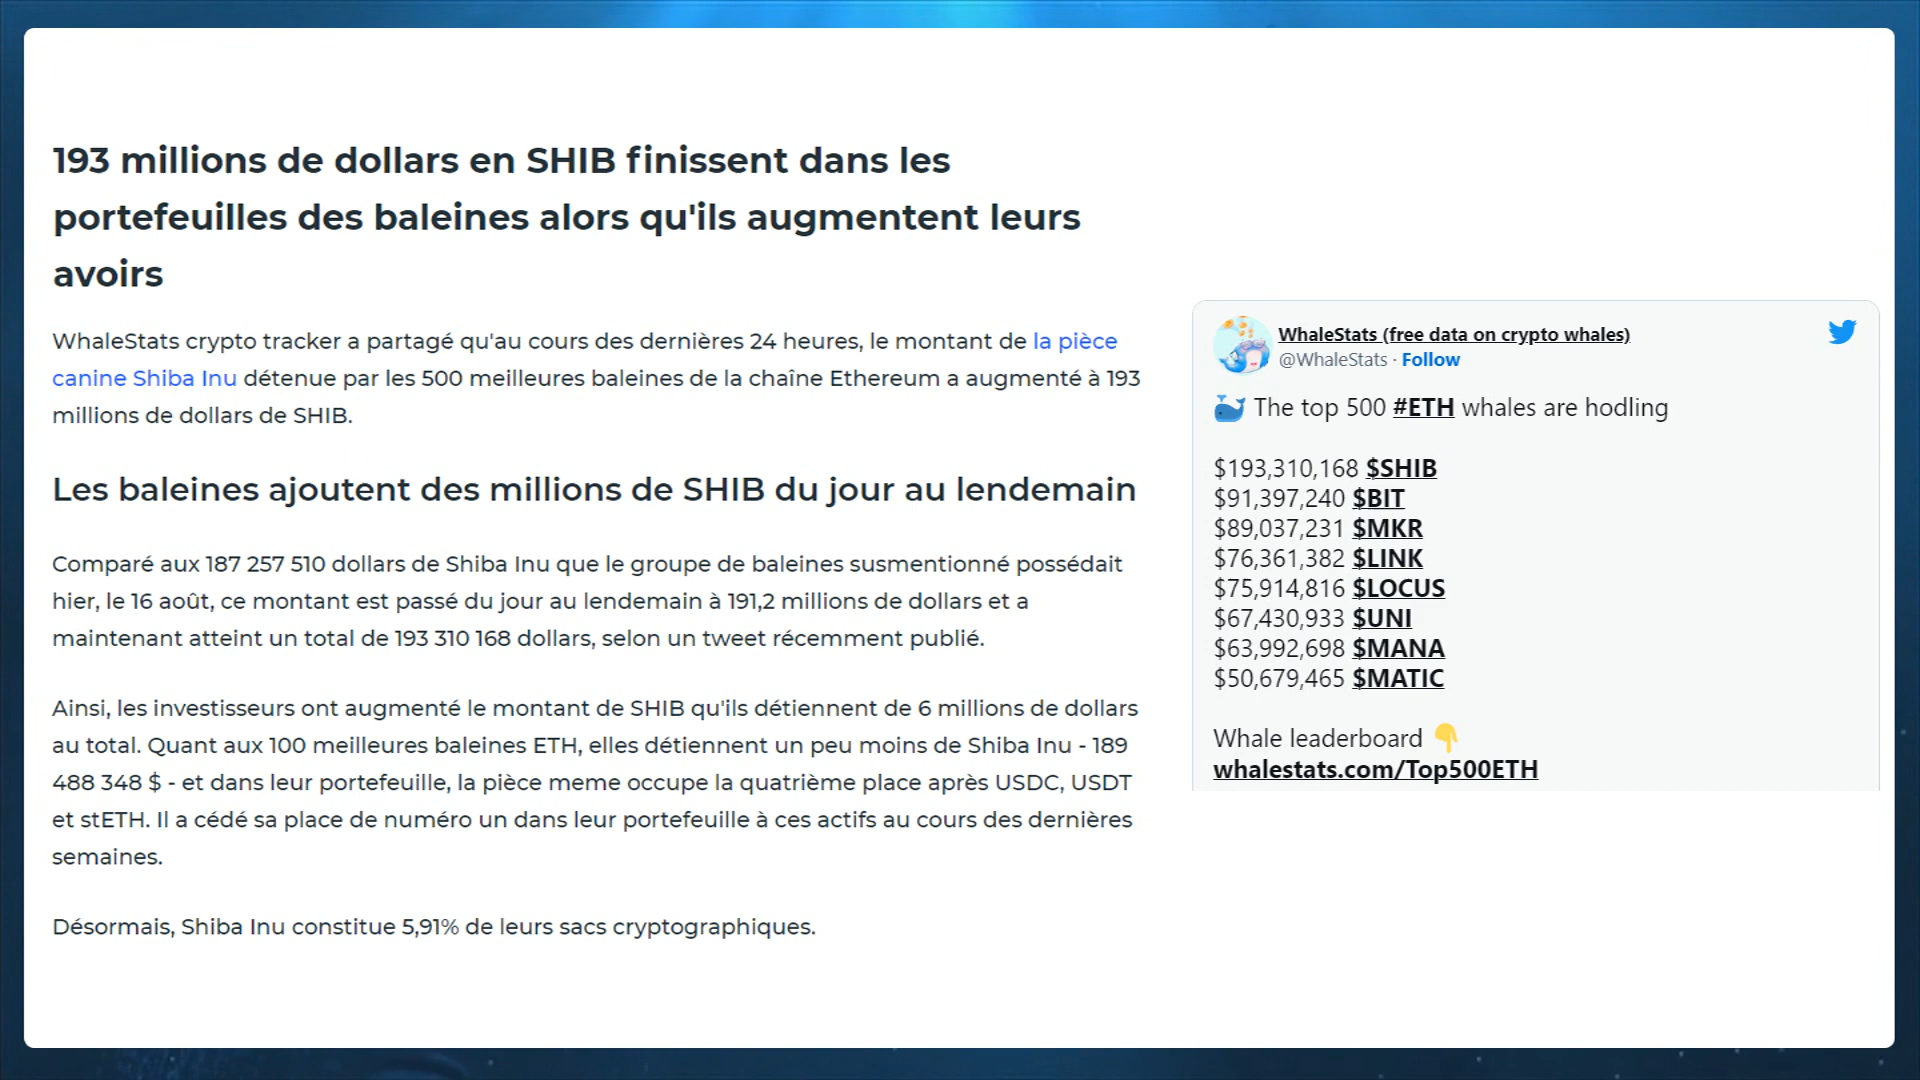 193 millions de dollars en SHIB finissent dans les
portefeuilles des baleines alors qu'ils augmentent leurs
avoirs
WhaleStats crypto tracker a partagé qu'au cours des dernières 24 heures, le montant de la pièce
canine Shiba Inu détenue par les 500 meilleures baleines de la chaîne Ethereum a augmenté à 193
millions de dollars de SHIB.
Les baleines ajoutent des millions de SHIB du jour au lendemain
Comparé aux 187 257 510 dollars de Shiba Inu que le groupe de baleines susmentionné possédait
hier, le 16 août, ce montant est passé du jour au lendemain à 191,2 millions de dollars et a
maintenant atteint un total de 193 310 168 dollars, selon un tweet récemment publié.
Ainsi, les investisseurs ont augmenté le montant de SHIB qu'ils détiennent de 6 millions de dollars
au total. Quant aux 100 meilleures baleines ETH, elles détiennent un peu moins de Shiba Inu - 189
488 348 $ - et dans leur portefeuille, la pièce meme occupe la quatrième place après USDC, USDT
et stETH. Il a cédé sa place de numéro un dans leur portefeuille à ces actifs au cours des dernières
semaines.
Désormais, Shiba Inu constitue 5,91% de leurs sacs cryptographiques.
WhaleStats (free data on crypto whales)
@WhaleStats · Follow
🐳 The top 500 #ETH whales are hodling
$193,310,168 $SHIB
$91,397,240 $BIT
$89,037,231 $MKR
$76,361,382 $LINK
$75,914,816 $LOCUS
$67,430,933 $UNI
$63,992,698 $MANA
$50,679,465 $MATIC
Whale leaderboard 👇
whalestats.com/Top500ETH